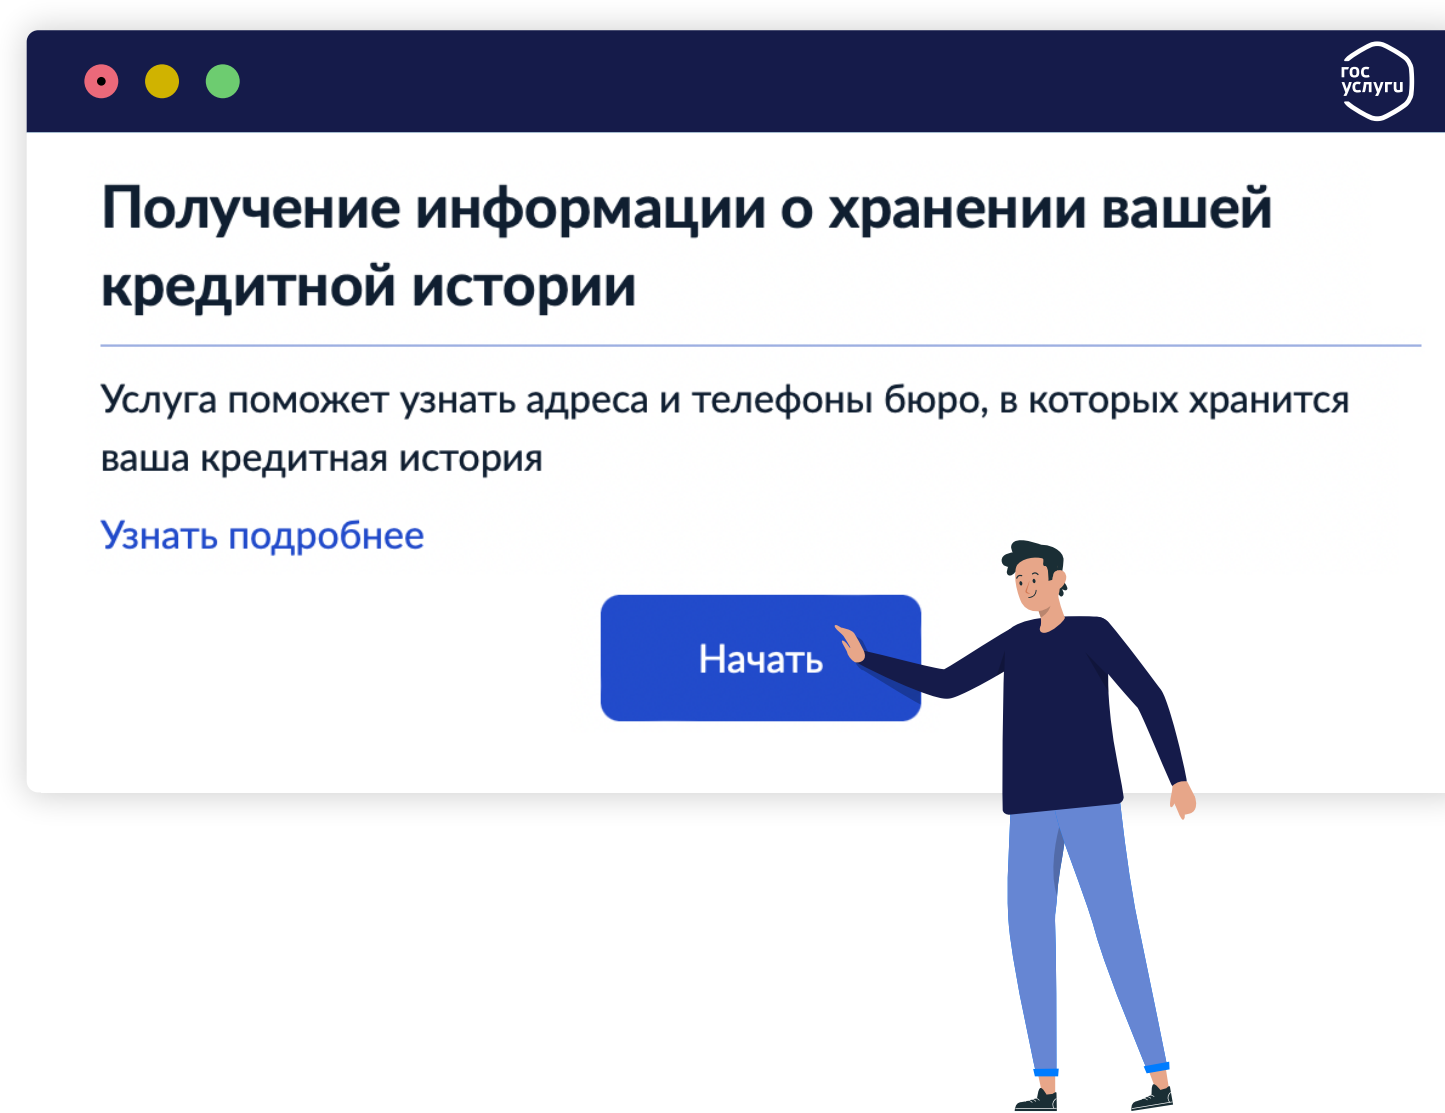 гос
услуги
Получение информации о хранении вашей
кредитной истории
Услуга поможет узнать адреса и телефоны бюро, в которых хранится
ваша кредитная история
Узнать подробнее
Начать